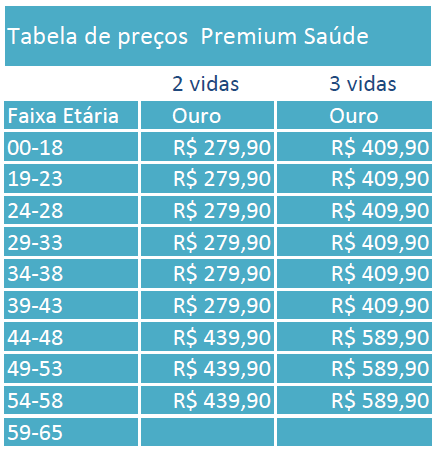 Tabela de preços  Premium Saúde
2 vidas 3 vidas
Faixa Etária Ouro Ouro
00-18 R$ 279,90 R$ 409,90
19-23 R$ 279,90 R$ 409,90
24-28 R$ 279,90 R$ 409,90
29-33 R$ 279,90 R$ 409,90
34-38 R$ 279,90 R$ 409,90
39-43 R$ 279,90 R$ 409,90
44-48 R$ 439,90 R$ 589,90
49-53 R$ 439,90 R$ 589,90
54-58 R$ 439,90 R$ 589,90
59-65